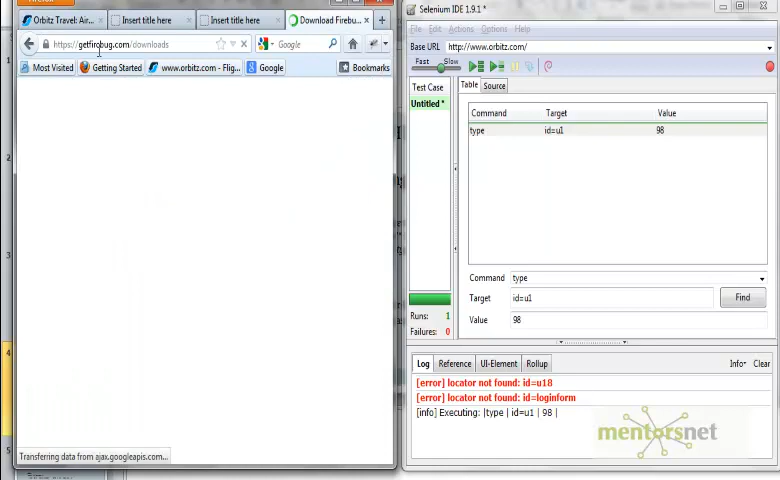 Firefox
Orbitz Travel: Air...
Insert title here
Insert title here
Download Firebu...
https://getfirebug.com/downloads
Google
Most Visited
Getting Started
www.orbitz.com - Flig...
Google
Bookmarks
Transferring data from ajax.googleapis.com...
Selenium IDE 1.9.1 *
File Edit Actions Options Help
Base URL http://www.orbitz.com/
Fast Slow
Test Case
Untitled *
Table Source
Command Target Value
type id=u1 98
Command type
Target id=u1 Find
Value 98
Runs: 1
Failures: 0
Log Reference UI-Element Rollup Info Clear
[error] locator not found: id=u18
[error] locator not found: id=loginform
[info] Executing: |type | id=u1 | 98 |
mentorsnet
2
3
4
5